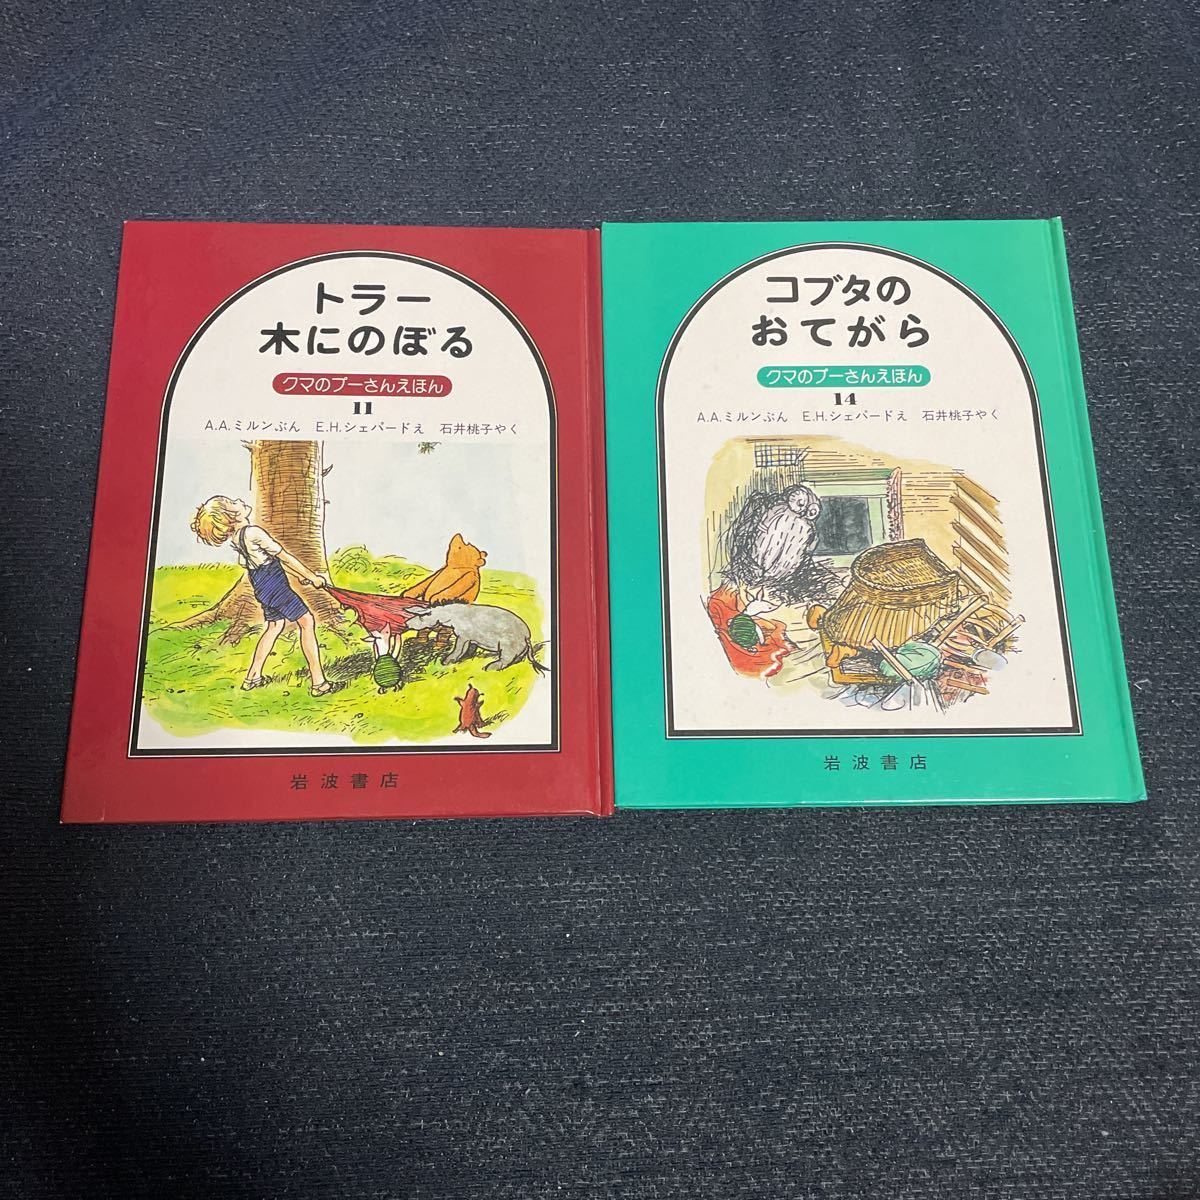 トラー
木にのぼる
クマのプーさんえほん
11
A.A.ミルンぶん E.H.シェパードえ 石井桃子やく
岩波書店
コブタの
おてがら
クマのプーさんえほん
14
A.A.ミルンぶん E.H.シェパードえ 石井桃子やく
岩波書店